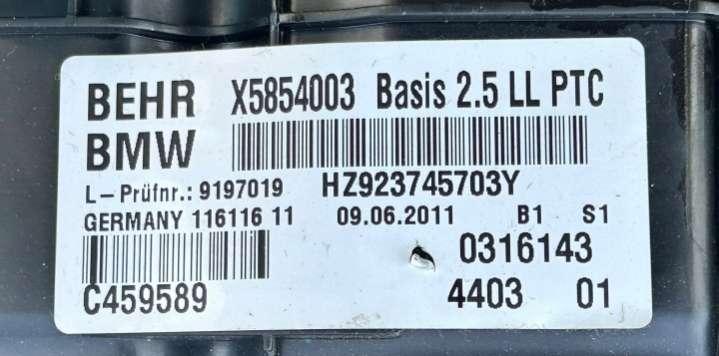 BEHR X5854003 Basis 2.5 LL PTC
BMW
L-Prüfnr.: 9197019 HZ923745703Y
GERMANY 116116 11 09.06.2011 B1 S1
0316143
C459589 4403 01